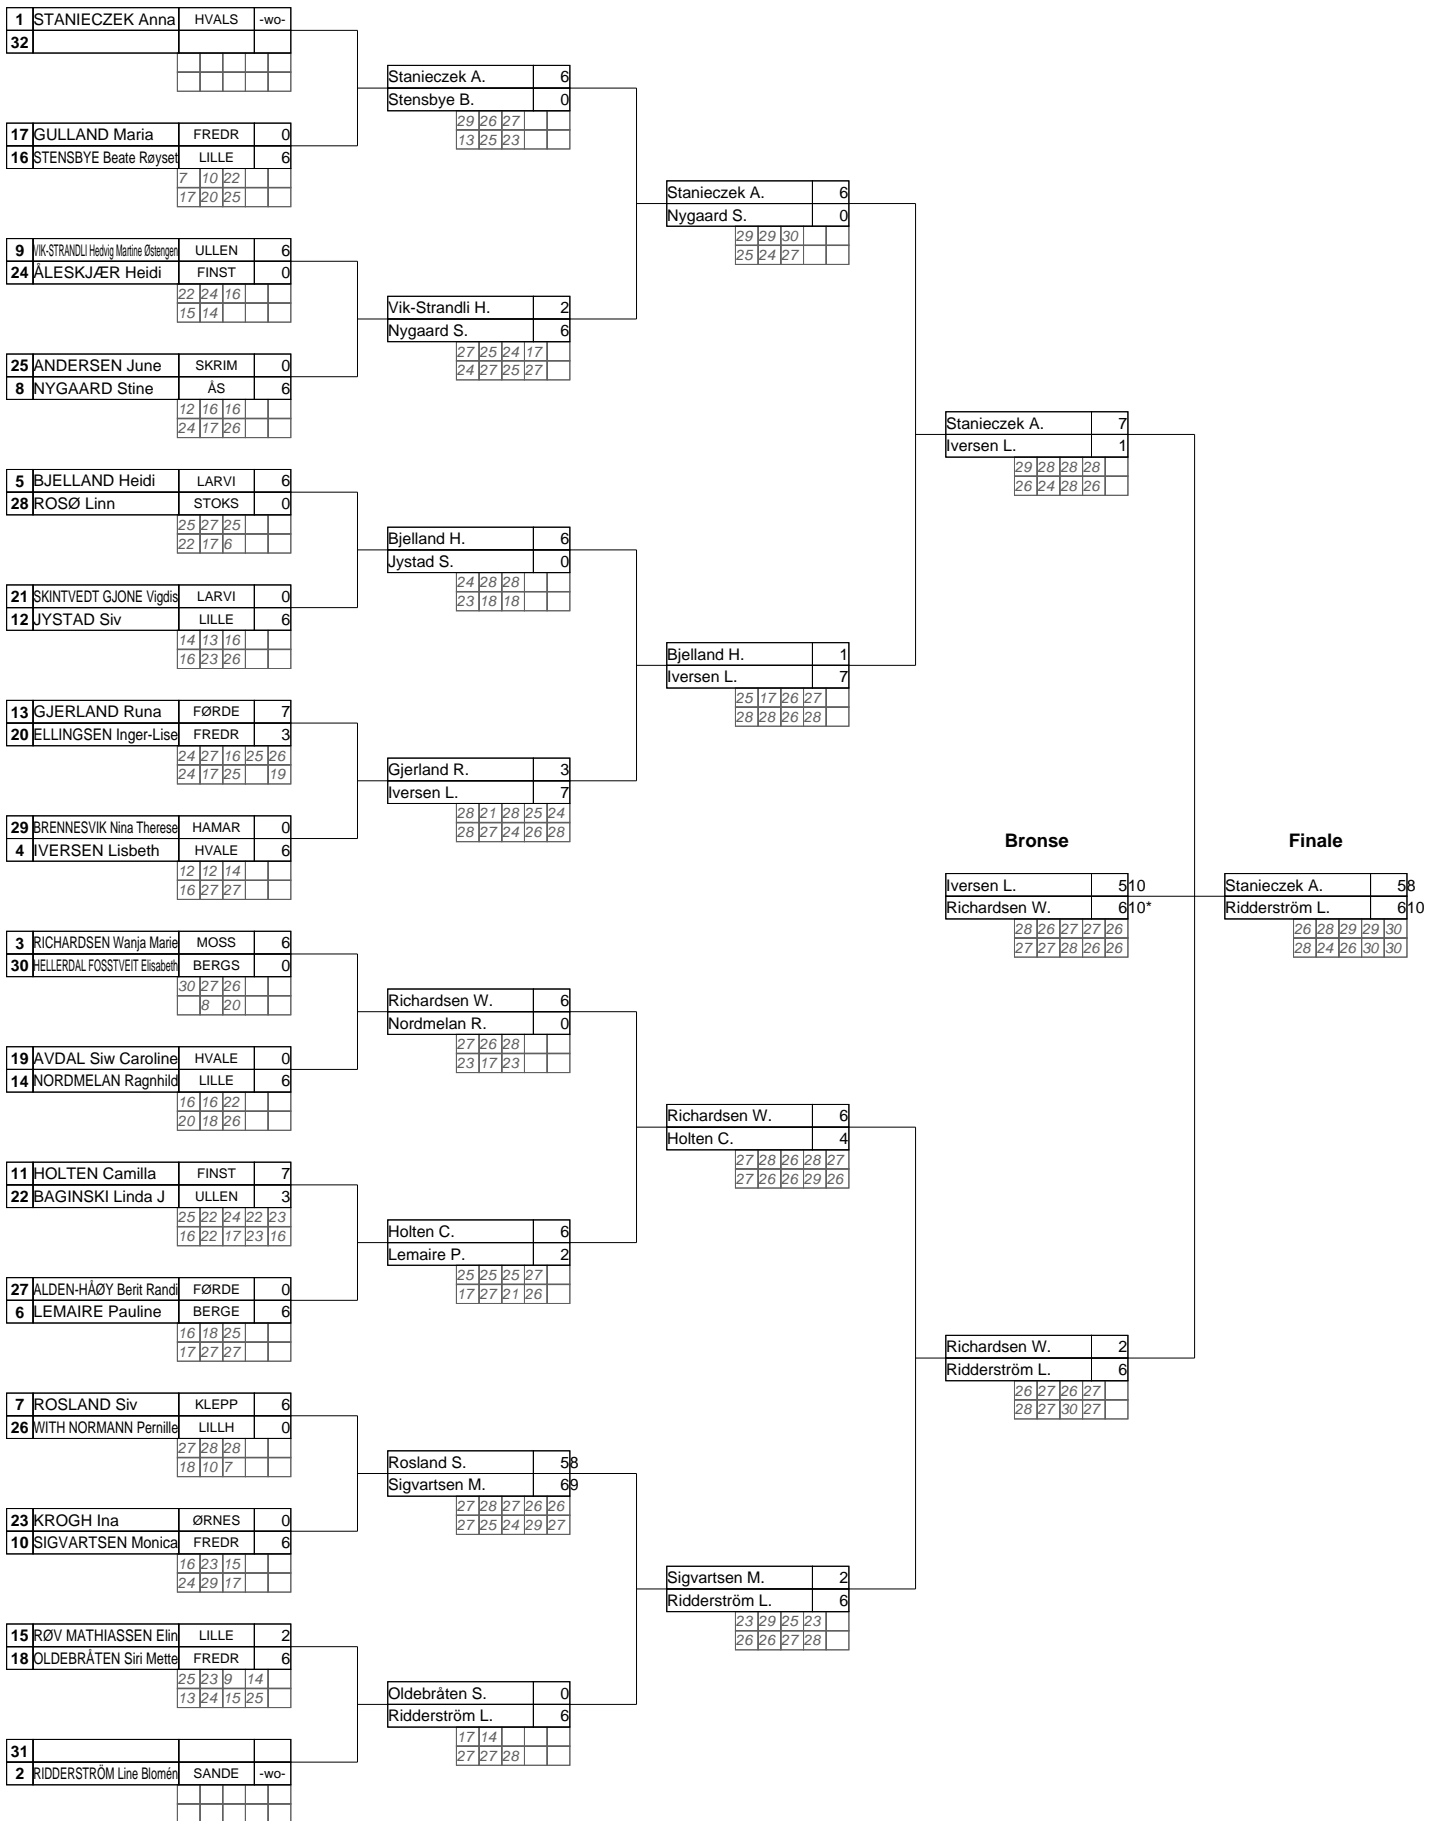 1 STANIECZEK Anna HVALS -wo-
32
17 GULLAND Maria FREDR 0
16 STENSBYE Beate Røyset LILLE 6
7 10 22
17 20 25
9 VIK-STRANDLI Hedvig Martine Østengen ULLEN 6
24 ÅLESKJÆR Heidi FINST 0
22 24 16
15 14
25 ANDERSEN June SKRIM 0
8 NYGAARD Stine ÅS 6
12 16 16
24 17 26
5 BJELLAND Heidi LARVI 6
28 ROSØ Linn STOKS 0
25 27 25
22 17 6
21 SKINTVEDT GJONE Vigdis LARVI 0
12 JYSTAD Siv LILLE 6
14 13 16
16 23 26
13 GJERLAND Runa FØRDE 7
20 ELLINGSEN Inger-Lise FREDR 3
24 27 16 25 26
24 17 25 19
29 BRENNESVIK Nina Therese HAMAR 0
4 IVERSEN Lisbeth HVALE 6
12 12 14
16 27 27
3 RICHARDSEN Wanja Marie MOSS 6
30 HELLERDAL FOSSTVEIT Elisabeth BERGS 0
30 27 26
8 20
19 AVDAL Siw Caroline HVALE 0
14 NORDMELAN Ragnhild LILLE 6
16 16 22
20 18 26
11 HOLTEN Camilla FINST 7
22 BAGINSKI Linda J ULLEN 3
25 22 24 22 23
16 22 17 23 16
27 ALDEN-HÅØY Berit Randi FØRDE 0
6 LEMAIRE Pauline BERGE 6
16 18 25
17 27 27
7 ROSLAND Siv KLEPP 6
26 WITH NORMANN Pernille LILLH 0
27 28 28
18 10 7
23 KROGH Ina ØRNES 0
10 SIGVARTSEN Monica FREDR 6
16 23 15
24 29 17
15 RØV MATHIASSEN Elin LILLE 2
18 OLDEBRÅTEN Siri Mette FREDR 6
25 23 9 14
13 24 15 25
31
2 RIDDERSTRÖM Line Blomén SANDE -wo-
Stanieczek A. 6
Stensbye B. 0
29 26 27
13 25 23
Vik-Strandli H. 2
Nygaard S. 6
27 25 24 17
24 27 25 27
Bjelland H. 6
Jystad S. 0
24 28 28
23 18 18
Gjerland R. 3
Iversen L. 7
28 21 28 25 24
28 27 24 26 28
Richardsen W. 6
Nordmelan R. 0
27 26 28
23 17 23
Holten C. 6
Lemaire P. 2
25 25 25 27
17 27 21 26
Rosland S. 58
Sigvartsen M. 69
27 28 27 26 26
27 25 24 29 27
Oldebråten S. 0
Ridderström L. 6
17 14
27 27 28
Stanieczek A. 6
Nygaard S. 0
29 29 30
25 24 27
Bjelland H. 1
Iversen L. 7
25 17 26 27
28 28 26 28
Richardsen W. 6
Holten C. 4
27 28 26 28 27
27 26 26 29 26
Sigvartsen M. 2
Ridderström L. 6
23 29 25 23
26 26 27 28
Stanieczek A. 7
Iversen L. 1
29 28 28 28
26 24 28 26
Richardsen W. 2
Ridderström L. 6
26 27 26 27
28 27 30 27
Bronse
Iversen L. 510
Richardsen W. 610*
28 26 27 27 26
27 27 28 26 26
Finale
Stanieczek A. 58
Ridderström L. 610
26 28 29 29 30
28 24 26 30 30